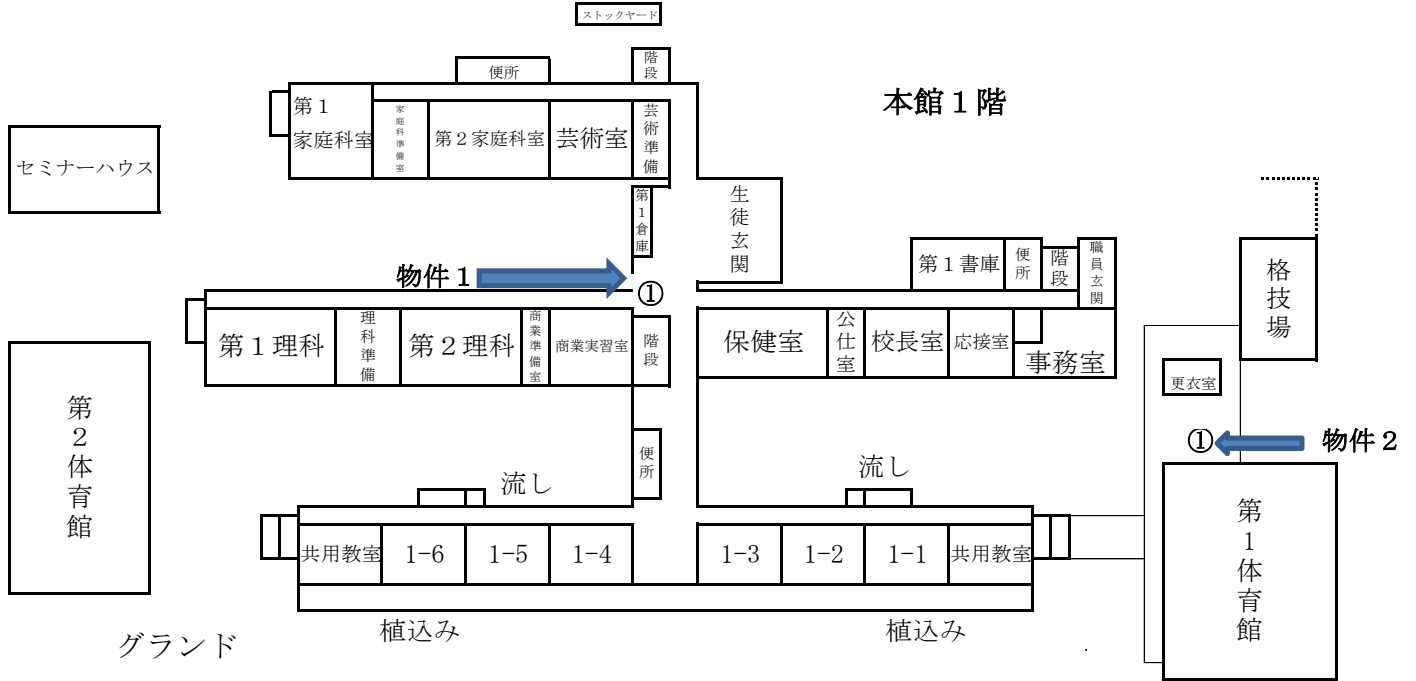 ストックヤード
階段
便所
本館１階
第１
家庭科室
家庭科準備室
第２家庭科室
芸術室
芸術準備
セミナーハウス
第１倉庫
生徒玄関
物件１
①
第１書庫
便所
階段
職員玄関
格技場
第１理科
理科準備
第２理科
商業準備室
商業実習室
階段
保健室
公仕室
校長室
応接室
事務室
更衣室
第２体育館
①
物件２
便所
流し
流し
共用教室
1-6
1-5
1-4
1-3
1-2
1-1
共用教室
第１体育館
植込み
植込み
グランド